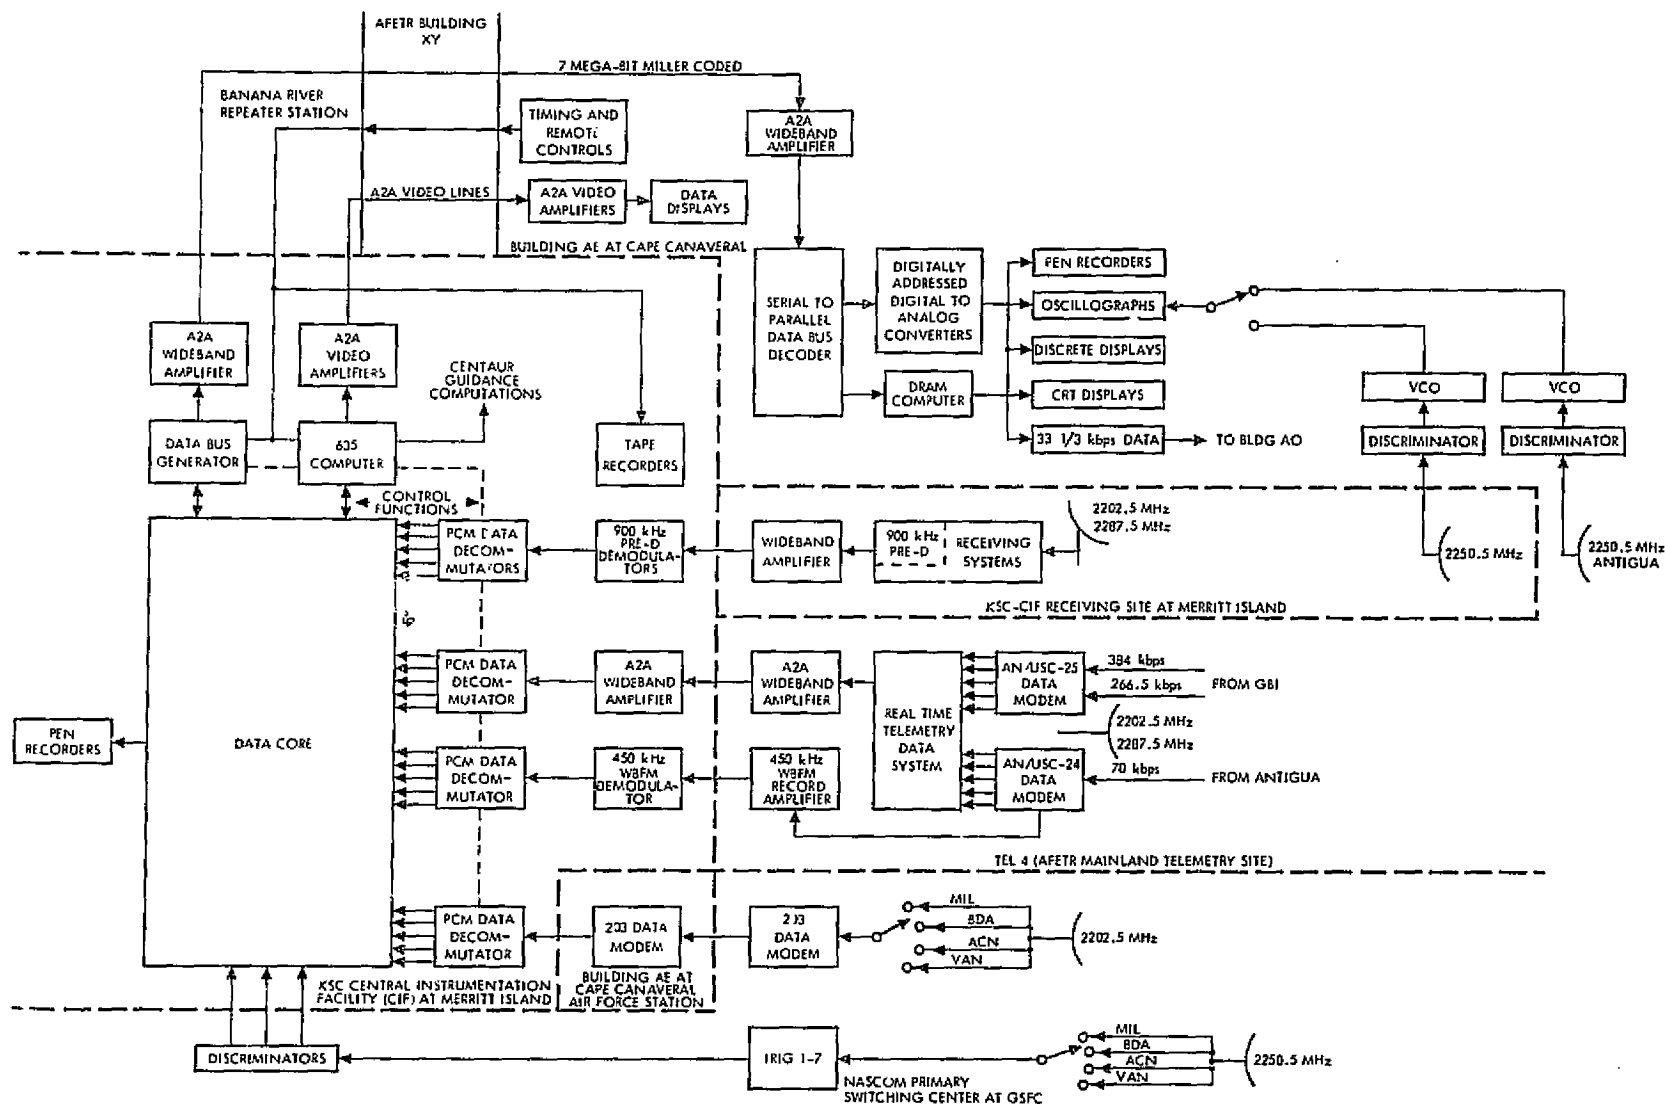 AFETR BUILDING
XY
7 MEGA-BIT MILLER CODED
BANANA RIVER
REPEATER STATION
TIMING AND
REMOTE
CONTROLS
A2A
WIDEBAND
AMPLIFIER
A2A VIDEO LINES
A2A VIDEO
AMPLIFIERS
DATA
DISPLAYS
BUILDING AE AT CAPE CANAVERAL
SERIAL TO
PARALLEL
DATA BUS
DECODER
DIGITALLY
ADDRESSED
DIGITAL TO
ANALOG
CONVERTERS
PEN RECORDERS
OSCILLOGRAPHS
DISCRETE DISPLAYS
DRAM
COMPUTER
CRT DISPLAYS
33 1/3 kbps DATA
TO BLDG AO
VCO
VCO
DISCRIMINATOR
DISCRIMINATOR
A2A
WIDEBAND
AMPLIFIER
A2A
VIDEO
AMPLIFIERS
CENTAUR
GUIDANCE
COMPUTATIONS
DATA BUS
GENERATOR
635
COMPUTER
TAPE
RECORDERS
CONTROL
FUNCTIONS
PCM DATA
DECOM-
MUTATORS
900 kHz
PRE-D
DEMODULA-
TORS
WIDEBAND
AMPLIFIER
900 kHz
PRE-D
RECEIVING
SYSTEMS
2202.5 MHz
2287.5 MHz
2250.5 MHz
2250.5 MHz
ANTIGUA
KSC-CIF RECEIVING SITE AT MERRITT ISLAND
PCM DATA
DECOM-
MUTATOR
A2A
WIDEBAND
AMPLIFIER
A2A
WIDEBAND
AMPLIFIER
REAL TIME
TELEMETRY
DATA
SYSTEM
AN/USC-25
DATA
MODEM
384 kbps
266.5 kbps
FROM GBI
2202.5 MHz
2287.5 MHz
PEN
RECORDERS
DATA CORE
PCM DATA
DECOM-
MUTATOR
450 kHz
WBFM
DEMODULA-
TOR
450 kHz
WBFM
RECORD
AMPLIFIER
AN/USC-24
DATA
MODEM
70 kbps
FROM ANTIGUA
TEL 4 (AFETR MAINLAND TELEMETRY SITE)
PCM DATA
DECOM-
MUTATOR
203 DATA
MODEM
203
DATA
MODEM
MIL
BDA
ACN
VAN
2202.5 MHz
KSC CENTRAL INSTRUMENTATION
FACILITY (CIF) AT MERRITT ISLAND
BUILDING AE AT
CAPE CANAVERAL
AIR FORCE STATION
DISCRIMINATORS
IRIG 1-7
MIL
BDA
ACN
VAN
2250.5 MHz
NASCOM PRIMARY
SWITCHING CENTER AT GSFC